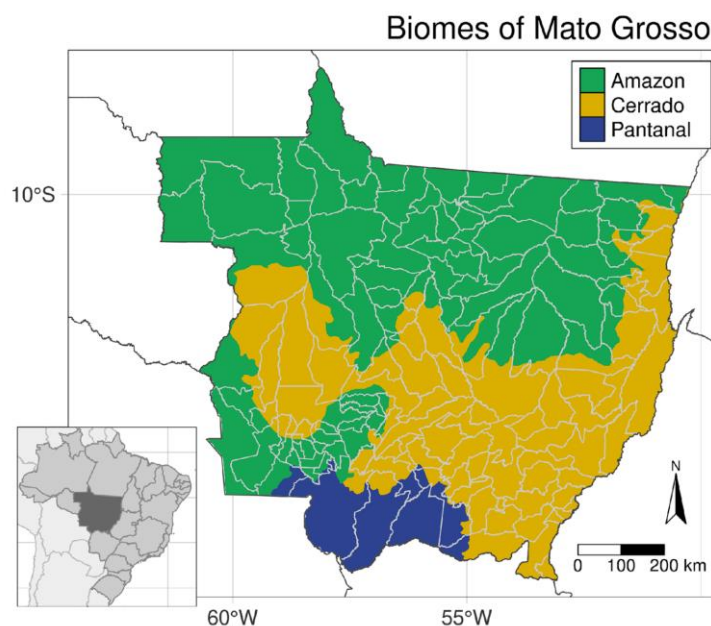 Biomes of Mato Grosso
Amazon
Cerrado
Pantanal
10°S
N
0 100 200 km
60°W 55°W